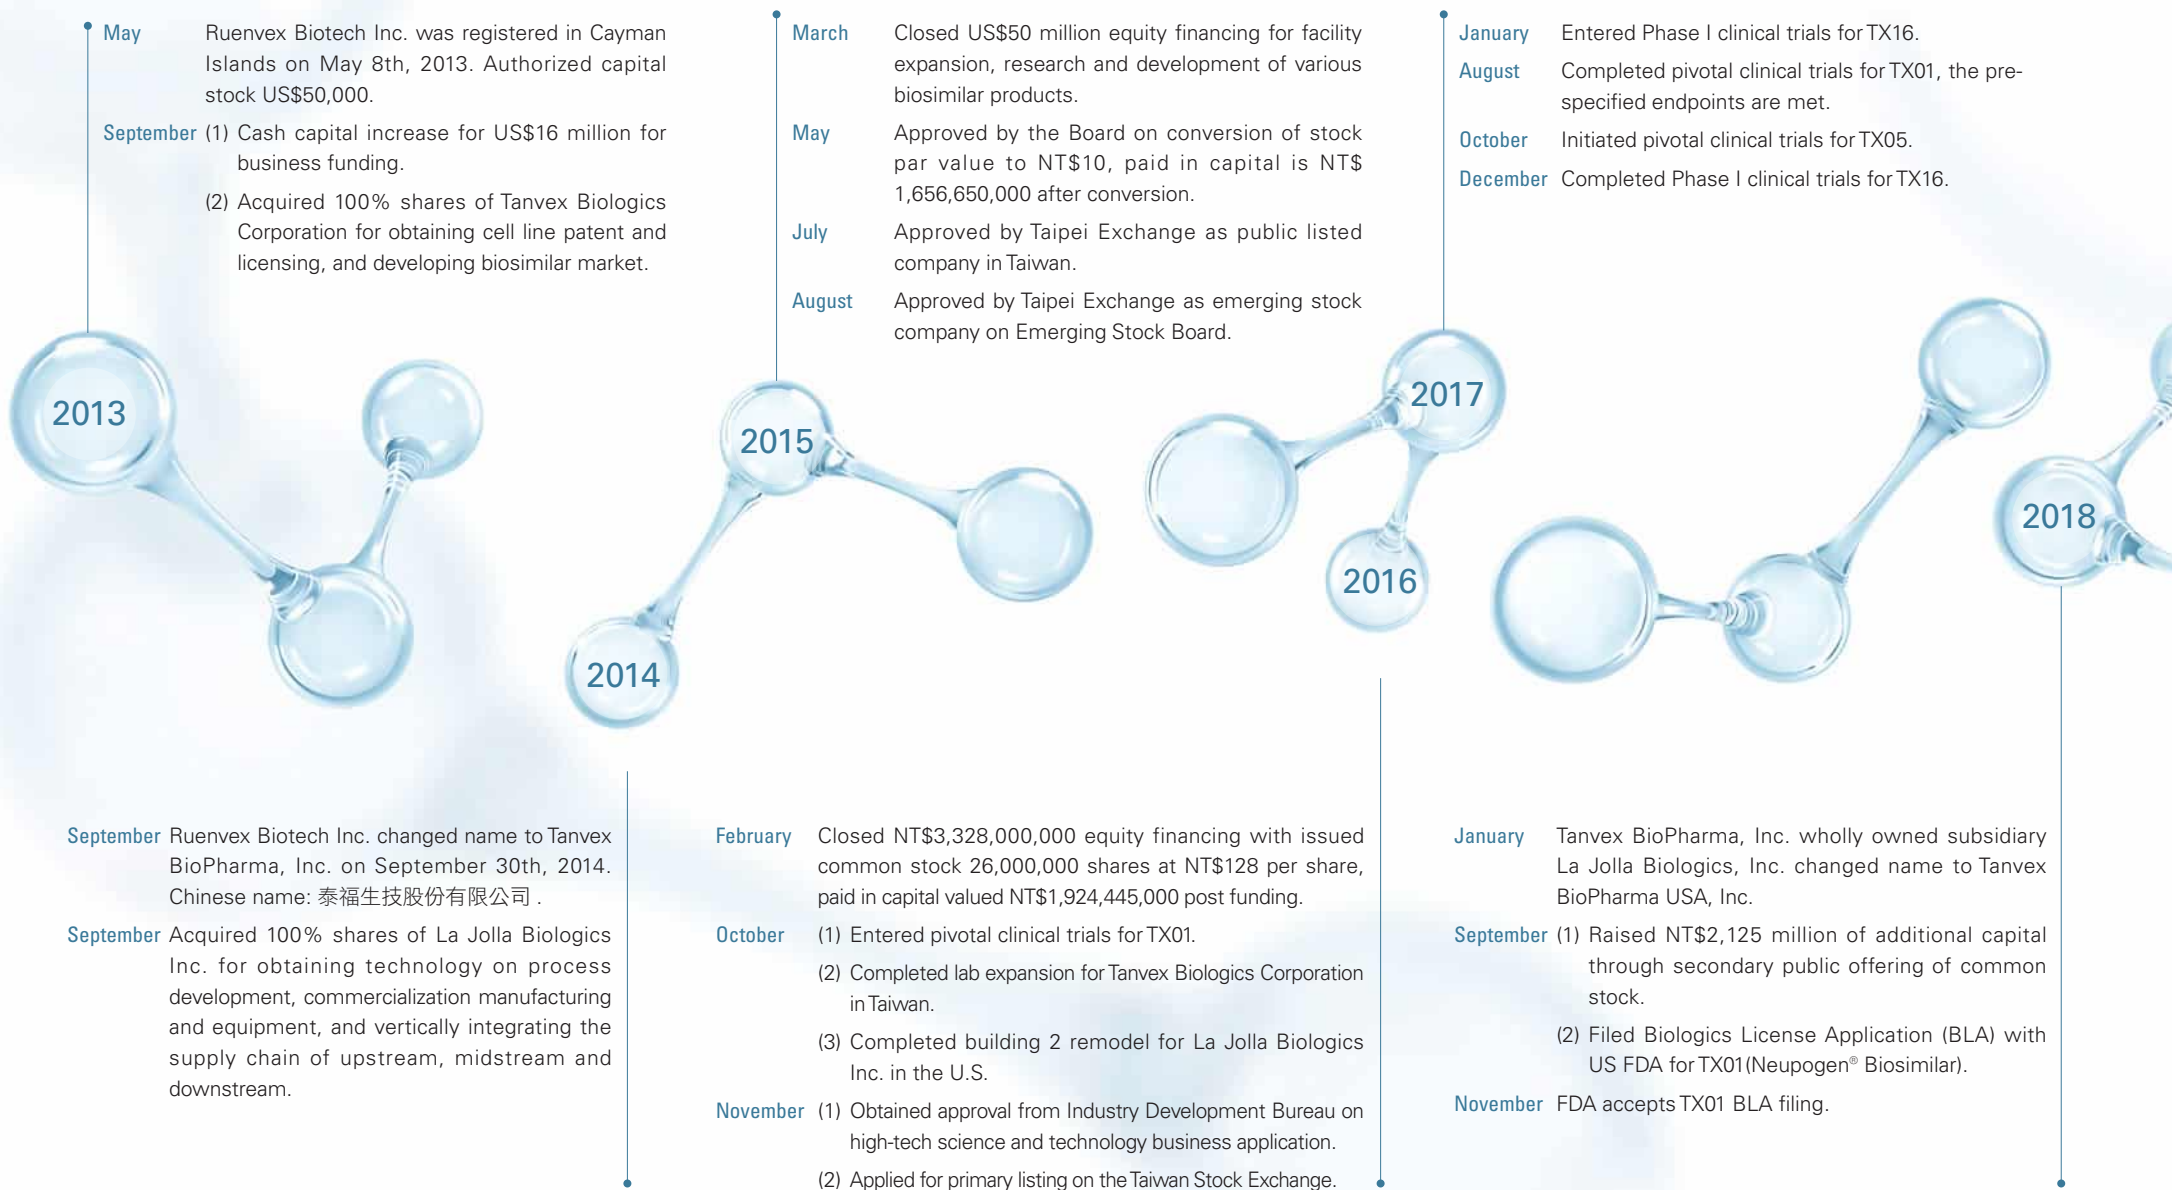 May Ruenvex Biotech Inc. was registered in Cayman
Islands on May 8th, 2013. Authorized capital
stock US$50,000.
September (1) Cash capital increase for US$16 million for
business funding.
(2) Acquired 100% shares of Tanvex Biologics
Corporation for obtaining cell line patent and
licensing, and developing biosimilar market.
2013
September Ruenvex Biotech Inc. changed name to Tanvex
BioPharma, Inc. on September 30th, 2014.
Chinese name: 泰福生技股份有限公司 .
September Acquired 100% shares of La Jolla Biologics
Inc. for obtaining technology on process
development, commercialization manufacturing
and equipment, and vertically integrating the
supply chain of upstream, midstream and
downstream.
2014
March Closed US$50 million equity financing for facility
expansion, research and development of various
biosimilar products.
May Approved by the Board on conversion of stock
par value to NT$10, paid in capital is NT$
1,656,650,000 after conversion.
July Approved by Taipei Exchange as public listed
company in Taiwan.
August Approved by Taipei Exchange as emerging stock
company on Emerging Stock Board.
2015
February Closed NT$3,328,000,000 equity financing with issued
common stock 26,000,000 shares at NT$128 per share,
paid in capital valued NT$1,924,445,000 post funding.
October (1) Entered pivotal clinical trials for TX01.
(2) Completed lab expansion for Tanvex Biologics Corporation
in Taiwan.
(3) Completed building 2 remodel for La Jolla Biologics
Inc. in the U.S.
November (1) Obtained approval from Industry Development Bureau on
high-tech science and technology business application.
(2) Applied for primary listing on the Taiwan Stock Exchange.
2016
January Entered Phase I clinical trials for TX16.
August Completed pivotal clinical trials for TX01, the pre-
specified endpoints are met.
October Initiated pivotal clinical trials for TX05.
December Completed Phase I clinical trials for TX16.
2017
January Tanvex BioPharma, Inc. wholly owned subsidiary
La Jolla Biologics, Inc. changed name to Tanvex
BioPharma USA, Inc.
September (1) Raised NT$2,125 million of additional capital
through secondary public offering of common
stock.
(2) Filed Biologics License Application (BLA) with
US FDA for TX01(Neupogen® Biosimilar).
November FDA accepts TX01 BLA filing.
2018